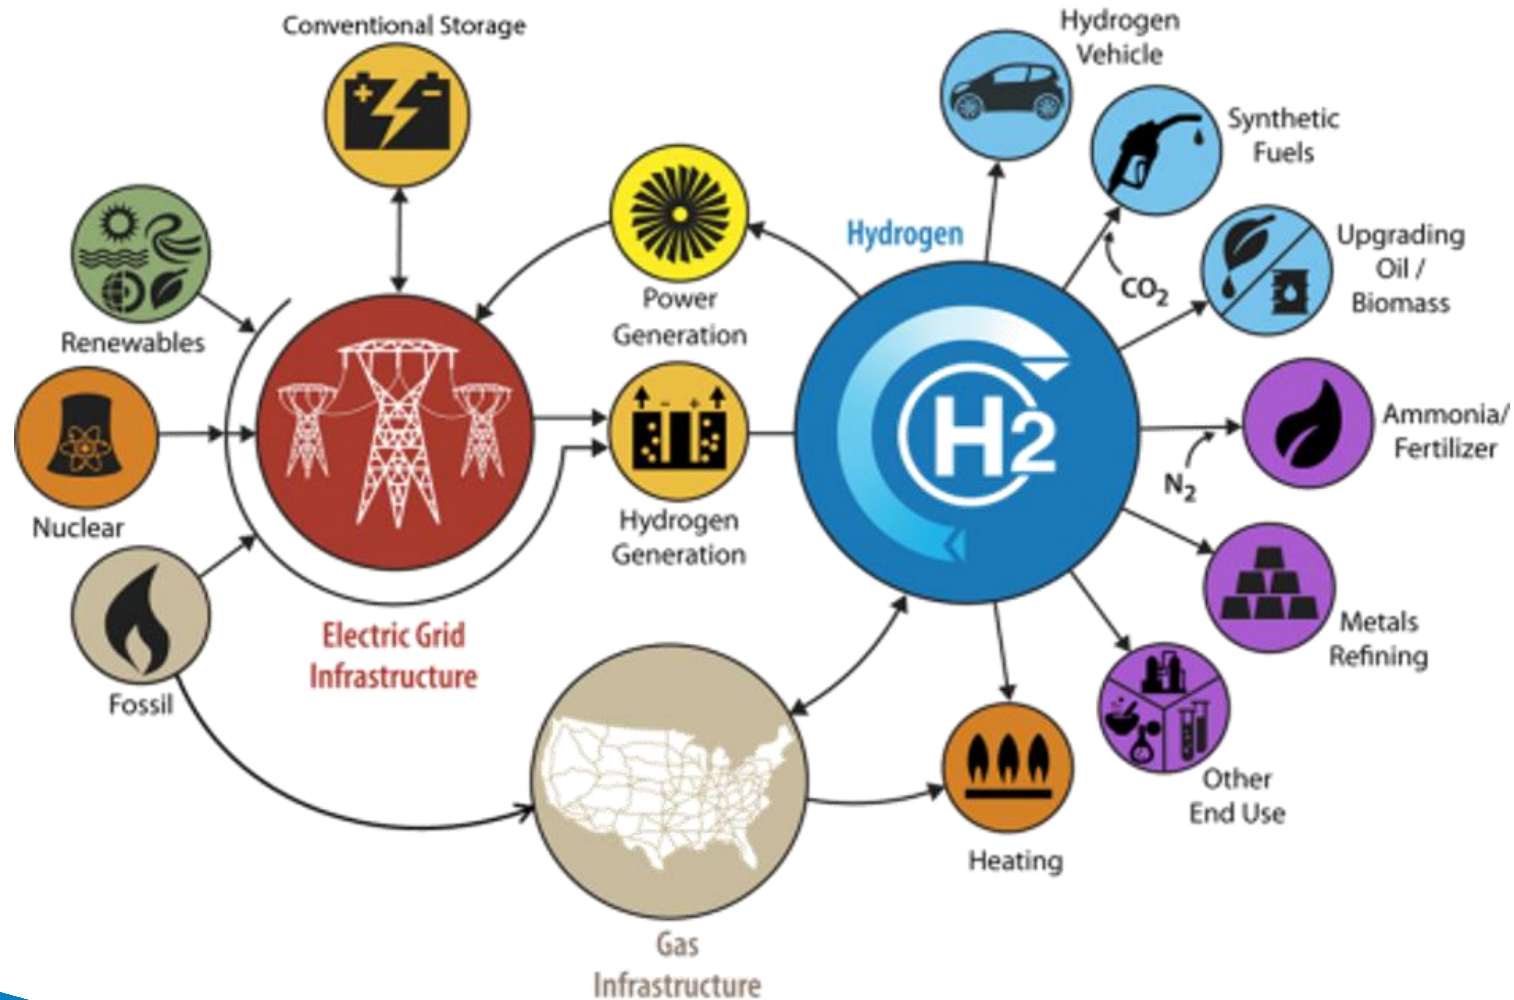 Conventional Storage
Hydrogen
Vehicle
Synthetic
Fuels
Upgrading
Oil /
Biomass
Hydrogen
CO2
Renewables
Power
Generation
H2
Ammonia/
Fertilizer
N2
Nuclear
Hydrogen
Generation
Metals
Refining
Electric Grid
Infrastructure
Fossil
Other
End Use
Heating
Gas
Infrastructure